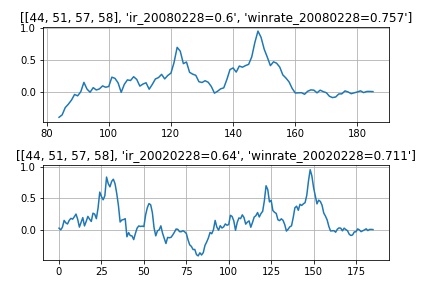 [[44, 51, 57, 58], 'ir_20080228=0.6', 'winrate_20080228=0.757']
1.0
0.5
0.0
80 100 120 140 160 180
[[44, 51, 57, 58], 'ir_20020228=0.64', 'winrate_20020228=0.711']
1.0
0.5
0.0
0 25 50 75 100 125 150 175